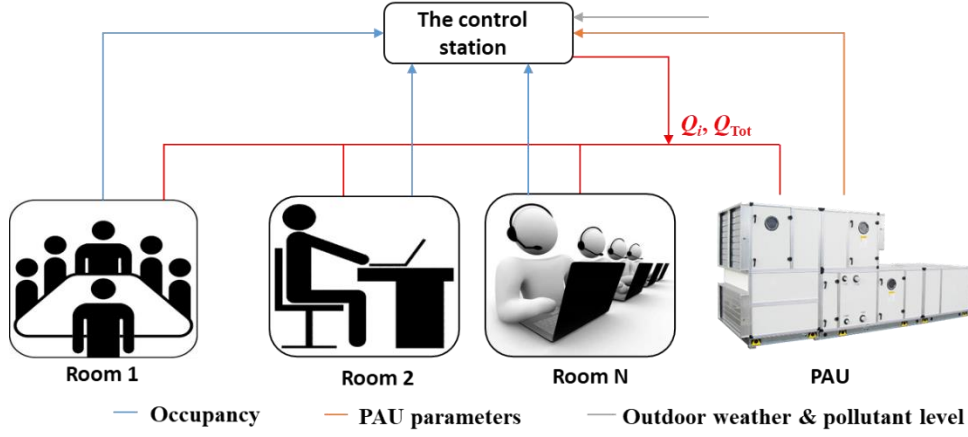 The control
station
Qi, QTot
Room 1
Room 2
Room N
PAU
Occupancy
PAU parameters
Outdoor weather & pollutant level